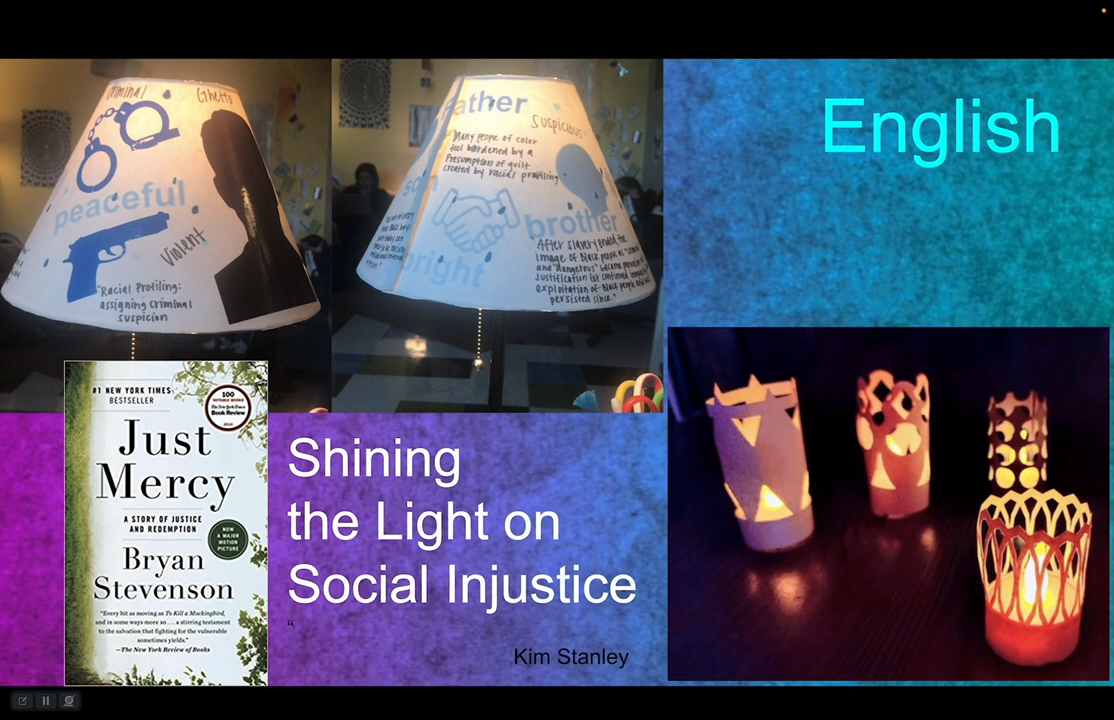 Criminal
Ghetto
peaceful
Violent
"Racial Profiling:
assigning criminal
suspicion
father
Suspicious
"Many people of color
feel burdened by a
Presumption of guilt
created by racial profiling
son
brother
bright
"After slavery ended, the
image of Black people as "criminal"
and "dangerous" became
justification for continued
exploitation of Black people
persisted since."
English
#1 NEW YORK TIMES
BESTSELLER
100
NOTABLE BOOKS
The New York Times
Book Review
2014
Just
Mercy
A STORY OF JUSTICE
AND REDEMPTION
NOW
A MAJOR
MOTION
PICTURE
Bryan
Stevenson
"Every bit as moving as To Kill a Mockingbird,
and in some ways more so . . . a stirring testament
to the salvation that fighting for the vulnerable
sometimes yields."
—The New York Review of Books
Shining
the Light on
Social Injustice
"
Kim Stanley